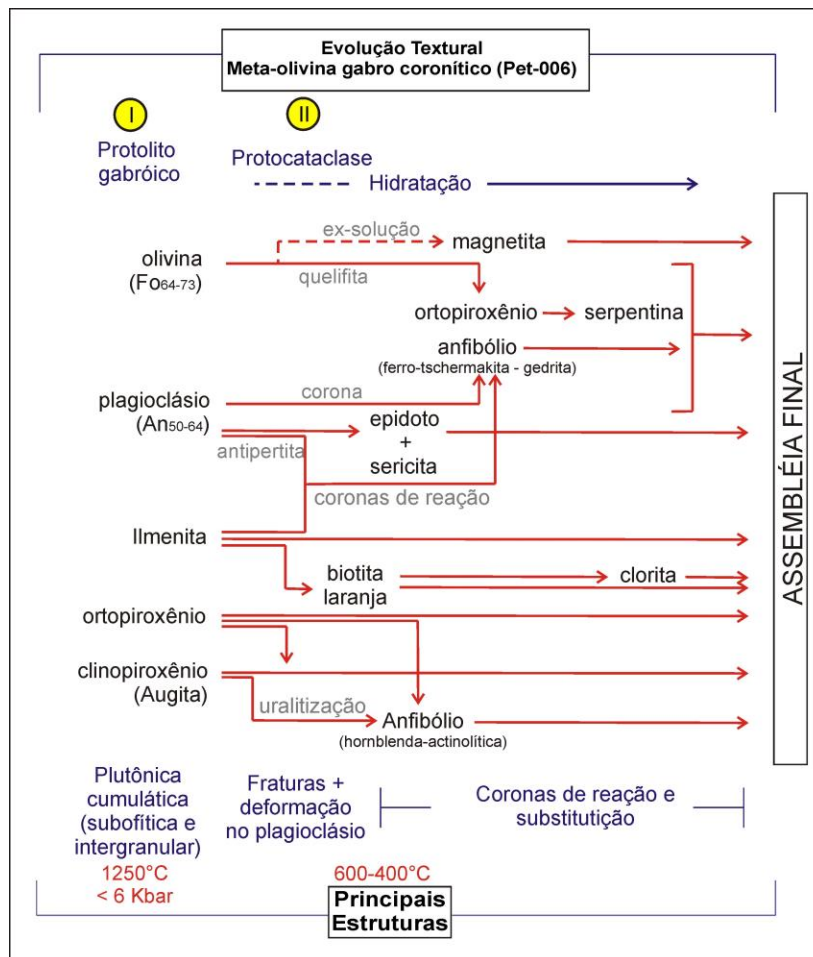 Evolução Textural
Meta-olivina gabro coronítico (Pet-006)
I
II
Protolito
gabróico
Protocataclase
Hidratação
ex-solução
magnetita
olivina
(Fo64-73)
quelifita
ortopiroxênio
serpentina
anfibólio
(ferro-tschermakita - gedrita)
plagioclásio
(An50-64)
corona
epidoto
+
sericita
antipertita
coronas de reação
Ilmenita
biotita
laranja
clorita
ortopiroxênio
clinopiroxênio
(Augita)
uralitização
Anfibólio
(hornblenda-actinolítica)
ASSEMBLÉIA FINAL
Plutônica
cumulática
(subofítica e
intergranular)
1250°C
< 6 Kbar
Fraturas +
deformação
no plagioclásio
Coronas de reação e
substitutição
600-400°C
Principais
Estruturas